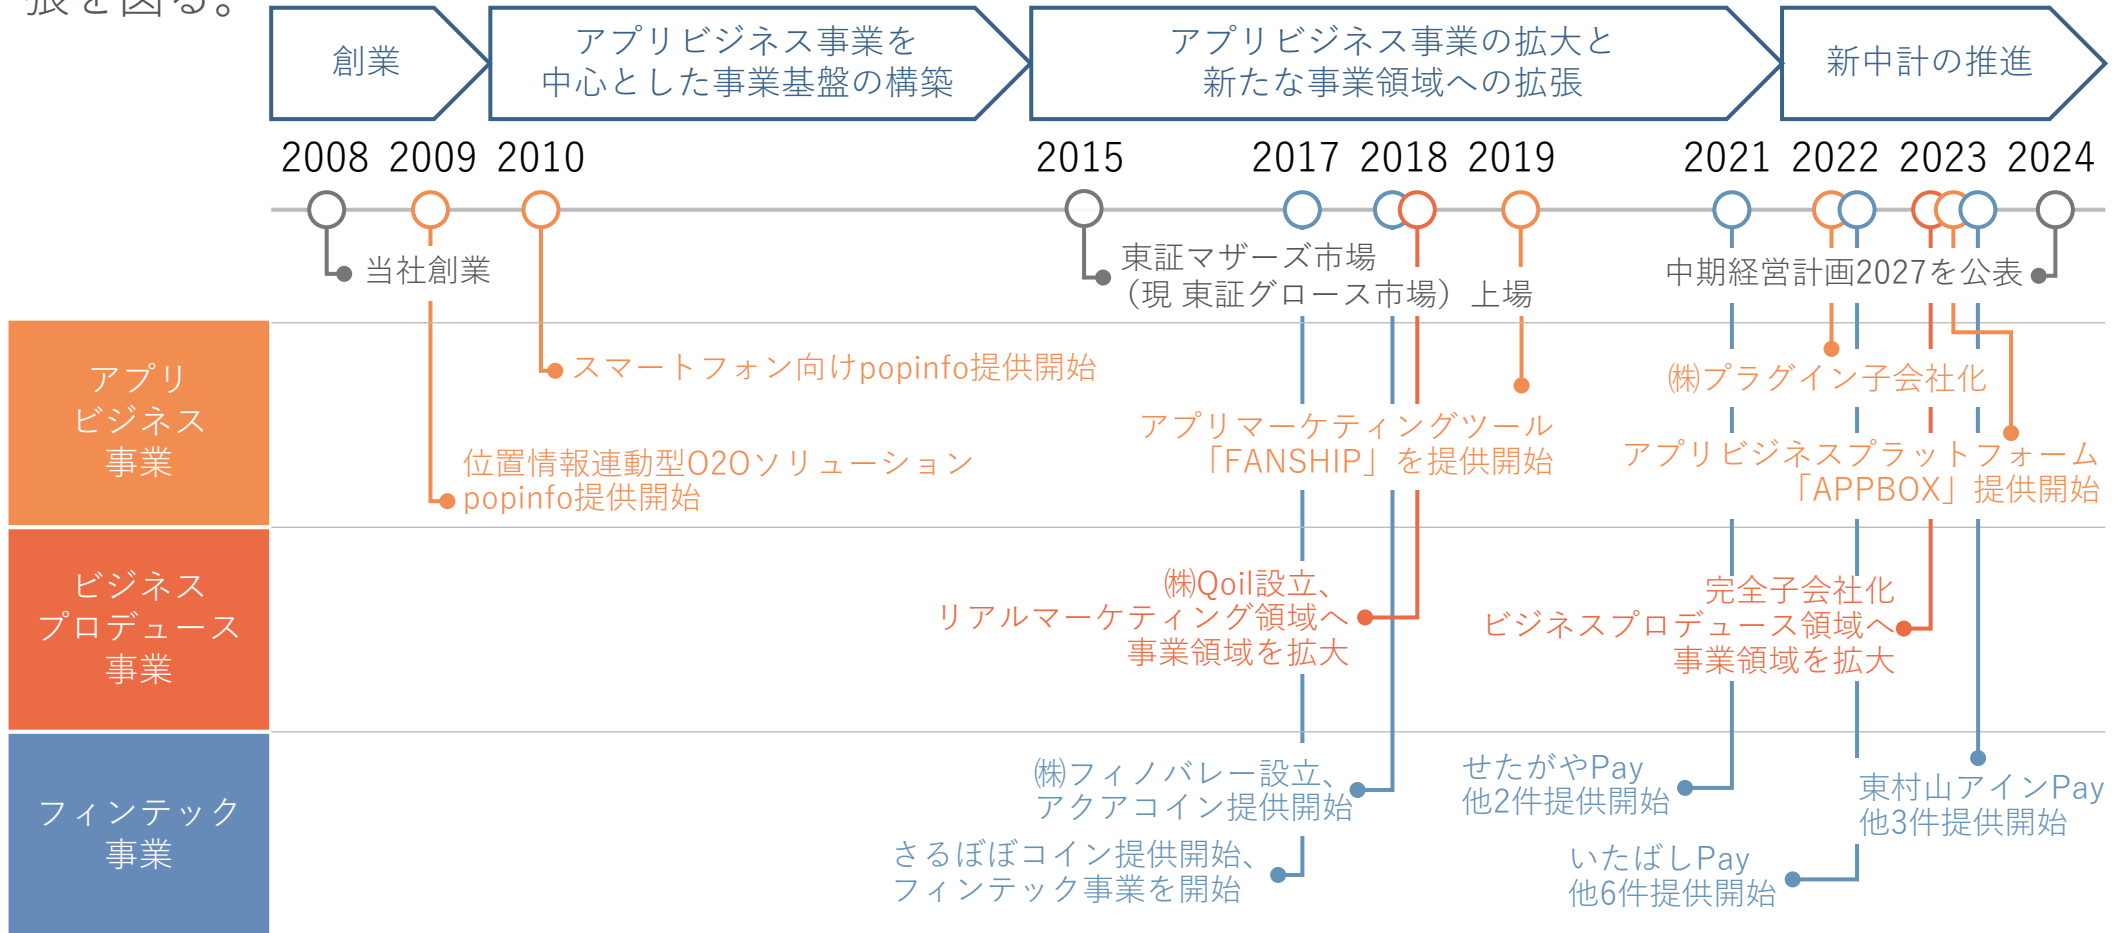 張を図る。
創業
アプリビジネス事業を
中心とした事業基盤の構築
アプリビジネス事業の拡大と
新たな事業領域への拡張
新中計の推進
2008
2009
2010
2015
2017
2018
2019
2021
2022
2023
2024
当社創業
東証マザーズ市場
（現 東証グロース市場）上場
中期経営計画2027を公表
アプリ
ビジネス
事業
スマートフォン向けpopinfo提供開始
位置情報連動型O2Oソリューション
popinfo提供開始
アプリマーケティングツール
「FANSHIP」を提供開始
㈱プラグイン子会社化
アプリビジネスプラットフォーム
「APPBOX」提供開始
ビジネス
プロデュース
事業
㈱Qoil設立、
リアルマーケティング領域へ
事業領域を拡大
完全子会社化
ビジネスプロデュース領域へ
事業領域を拡大
フィンテック
事業
㈱フィノバレー設立、
アクアコイン提供開始
さるぼぼコイン提供開始、
フィンテック事業を開始
せたがやPay
他2件提供開始
いたばしPay
他6件提供開始
東村山アインPay
他3件提供開始